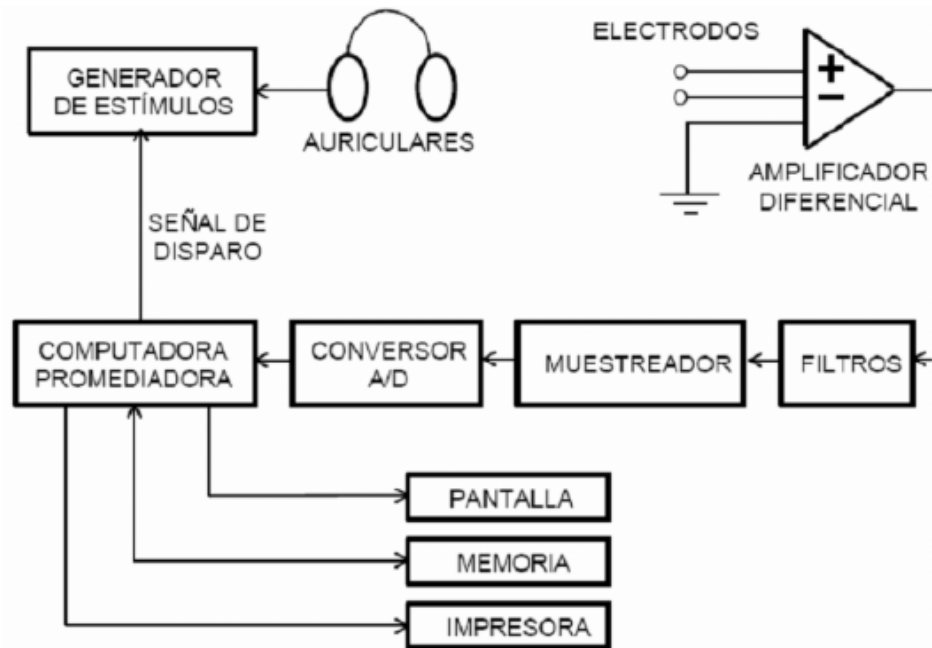 GENERADOR
DE ESTÍMULOS
AURICULARES
ELECTRODOS
+
−
AMPLIFICADOR
DIFERENCIAL
SEÑAL DE
DISPARO
COMPUTADORA
PROMEDIADORA
CONVERSOR
A/D
MUESTREADOR
FILTROS
PANTALLA
MEMORIA
IMPRESORA